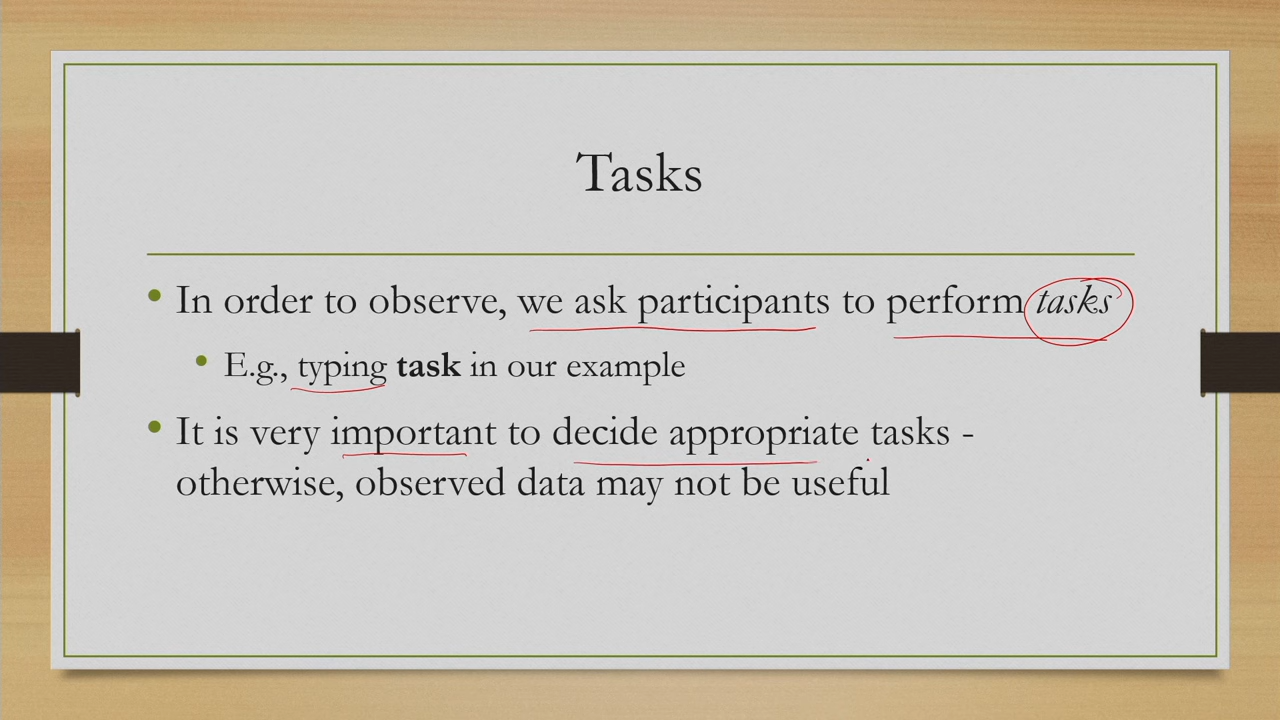 Tasks
• In order to observe, we ask participants to perform tasks
• E.g., typing task in our example
• It is very important to decide appropriate tasks -
otherwise, observed data may not be useful